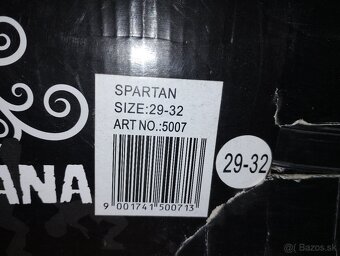 SPARTAN
SIZE:29-32
ART NO.:5007
29-32
ANA
9 001741 500713
Bazos.sk